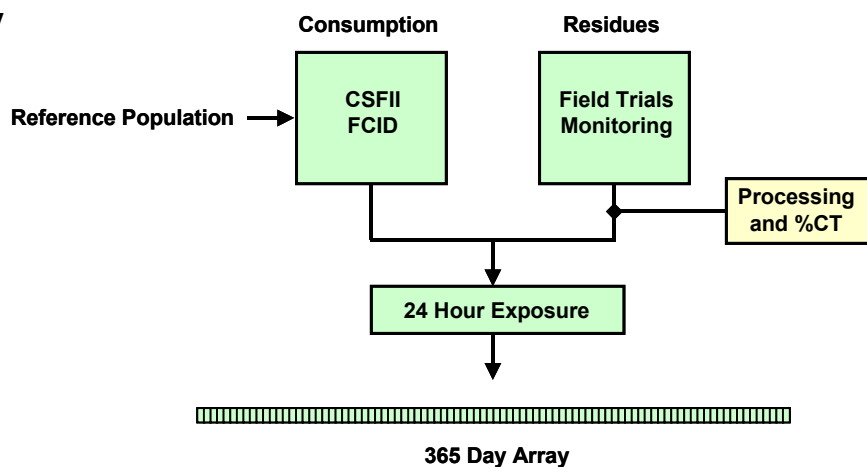 Consumption
Residues
CSFII
FCID
Field Trials
Monitoring
Reference Population
Processing
and %CT
24 Hour Exposure
365 Day Array